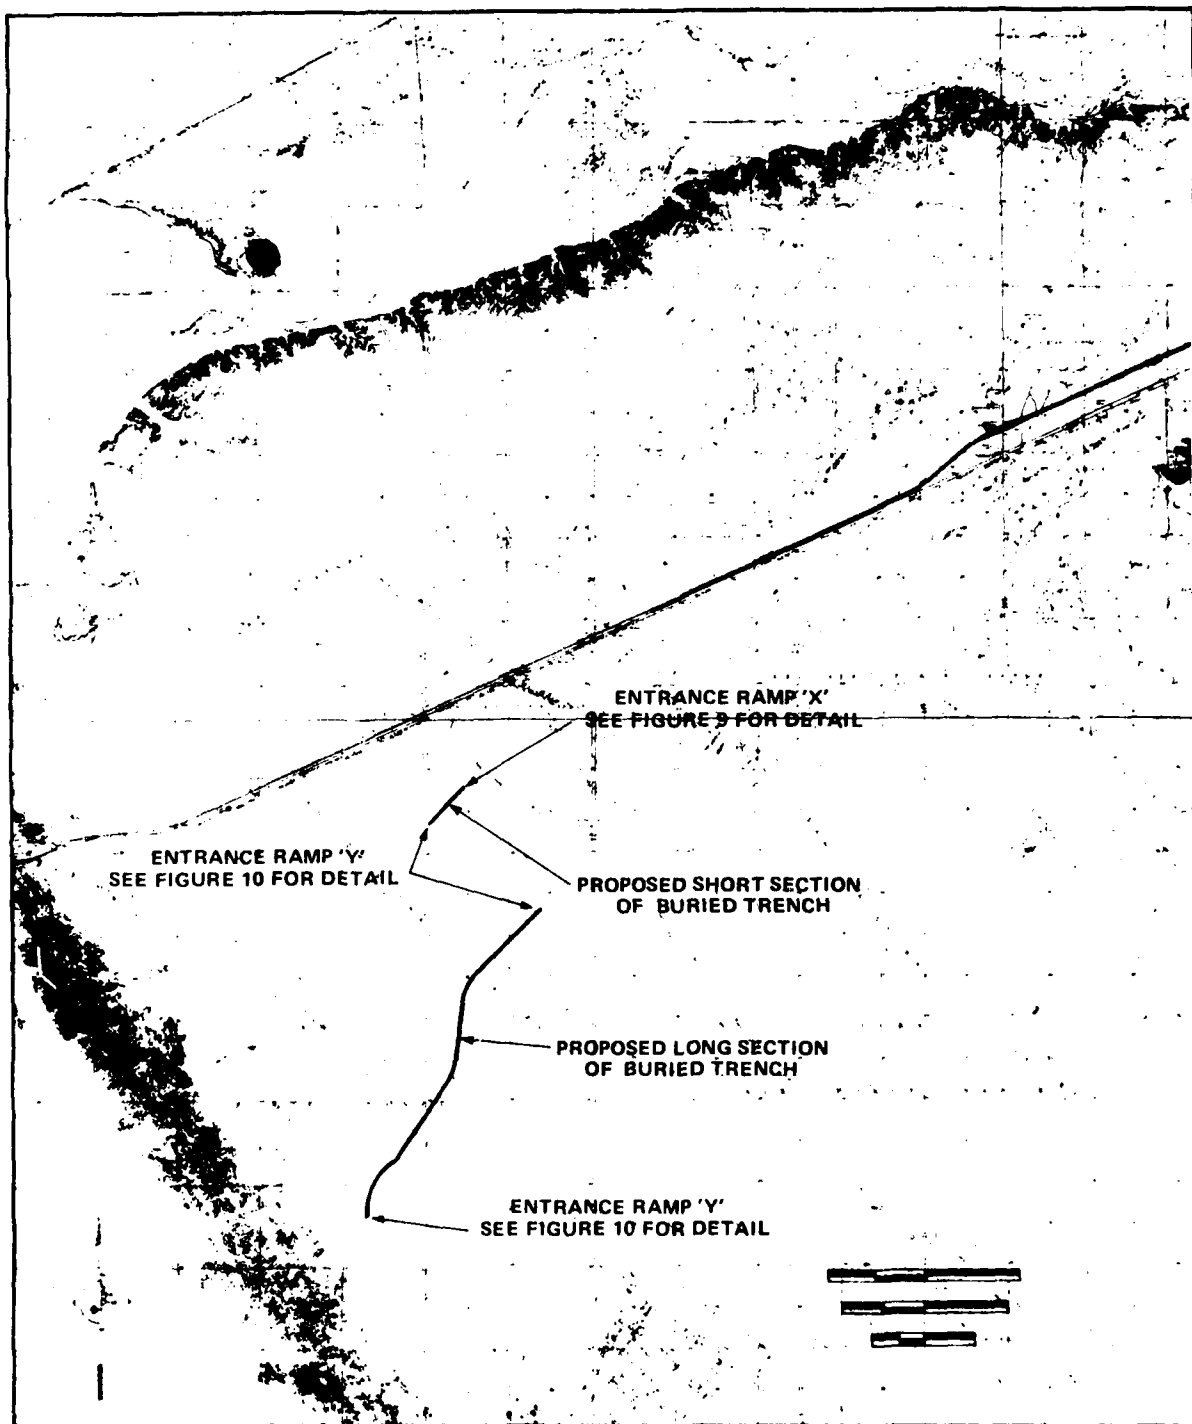 ENTRANCE RAMP 'X'
SEE FIGURE 9 FOR DETAIL
ENTRANCE RAMP 'Y'
SEE FIGURE 10 FOR DETAIL
PROPOSED SHORT SECTION
OF BURIED TRENCH
PROPOSED LONG SECTION
OF BURIED TRENCH
ENTRANCE RAMP 'Y'
SEE FIGURE 10 FOR DETAIL